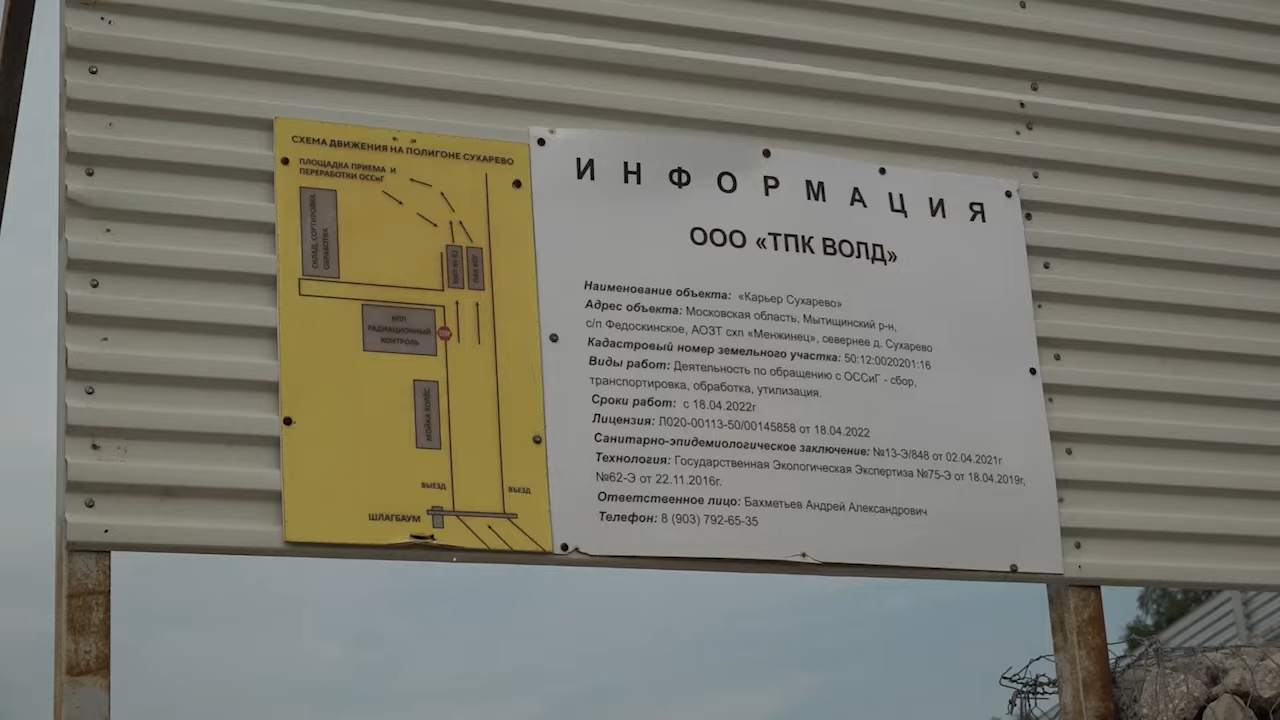 СХЕМА ДВИЖЕНИЯ НА ПОЛИГОНЕ СУХАРЕВО
ПЛОЩАДКА ПРИЕМА И
ПЕРЕРАБОТКИ ОССиГ
СКЛАД, СОРТИРОВКА
ОБРАБОТКА
КПП
РАДИАЦИОННЫЙ
КОНТРОЛЬ
МОЙКА КОЛЁС
ВЫЕЗД
ВЪЕЗД
ШЛАГБАУМ
ИНФОРМАЦИЯ
ООО «ТПК ВОЛД»
Наименование объекта: «Карьер Сухарево»
Адрес объекта: Московская область, Мытищинский р-н,
с/п Федоскинское, АОЗТ схп «Менжинец», севернее д. Сухарево
Кадастровый номер земельного участка: 50:12:0020201:16
Виды работ: Деятельность по обращению с ОССиГ - сбор,
транспортировка, обработка, утилизация.
Сроки работ: с 18.04.2022г
Лицензия: Л020-00113-50/00145858 от 18.04.2022
Санитарно-эпидемиологическое заключение: №13-Э/848 от 02.04.2021г
Технология: Государственная Экологическая Экспертиза №75-Э от 18.04.2019г,
№62-Э от 22.11.2016г.
Ответственное лицо: Бахметьев Андрей Александрович
Телефон: 8 (903) 792-65-35